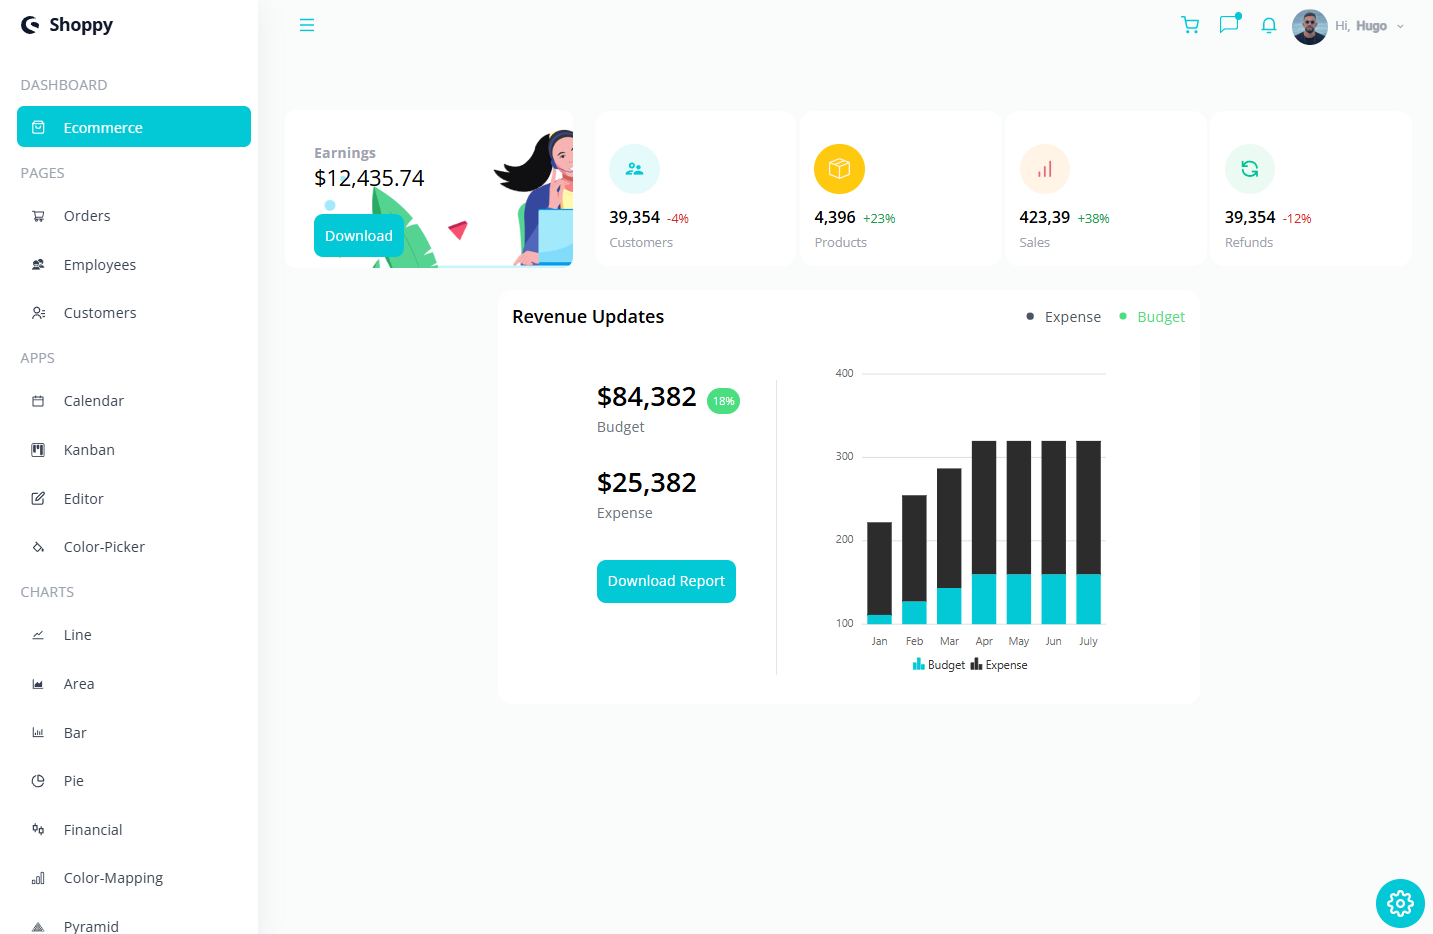 Shoppy
Hi, Hugo
DASHBOARD
Ecommerce
PAGES
Orders
Employees
Customers
APPS
Calendar
Kanban
Editor
Color-Picker
CHARTS
Line
Area
Bar
Pie
Financial
Color-Mapping
Pyramid
Earnings
$12,435.74
Download
39,354 -4%
Customers
4,396 +23%
Products
423,39 +38%
Sales
39,354 -12%
Refunds
Revenue Updates
Expense Budget
$84,382 18%
Budget
$25,382
Expense
Download Report
400
300
200
100
Jan Feb Mar Apr May Jun July
Budget Expense